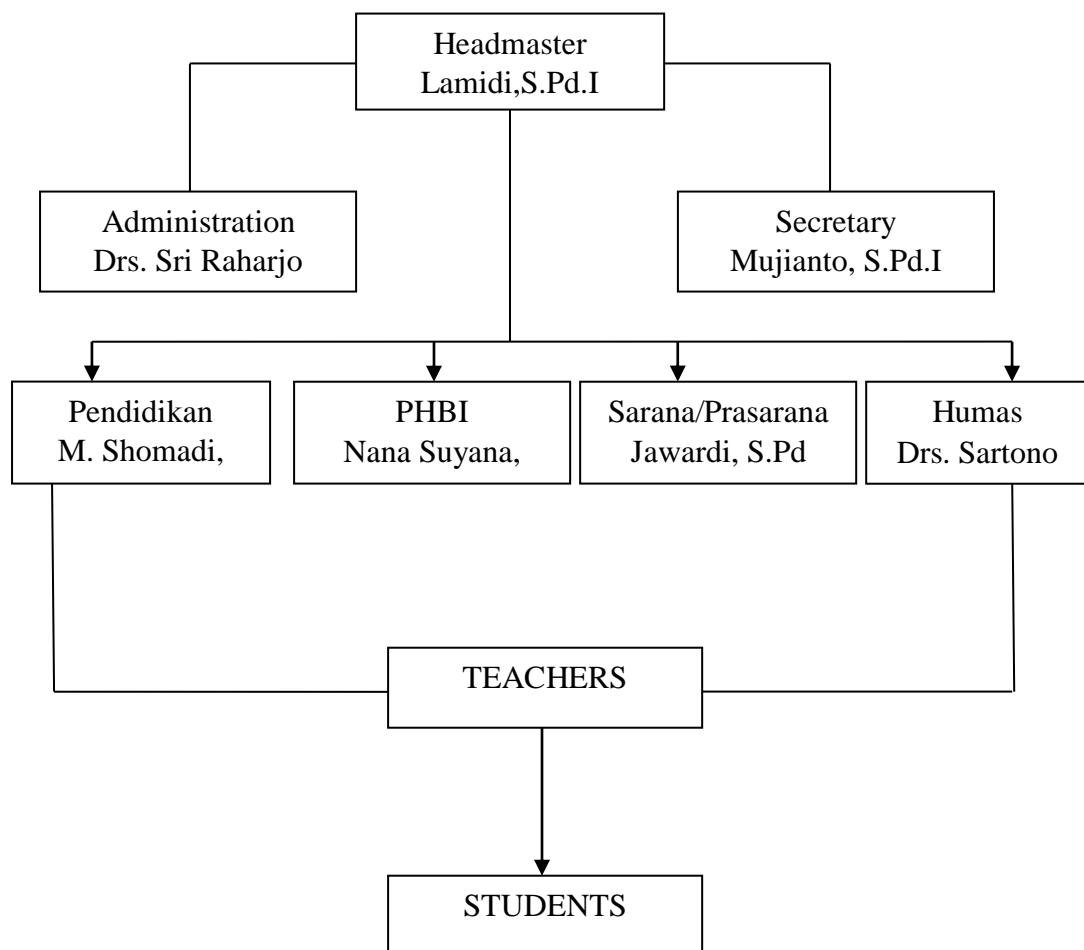 Headmaster
Lamidi,S.Pd.I
Administration
Drs. Sri Raharjo
Secretary
Mujianto, S.Pd.I
Pendidikan
M. Shomadi,
PHBI
Nana Suyana,
Sarana/Prasarana
Jawardi, S.Pd
Humas
Drs. Sartono
TEACHERS
STUDENTS